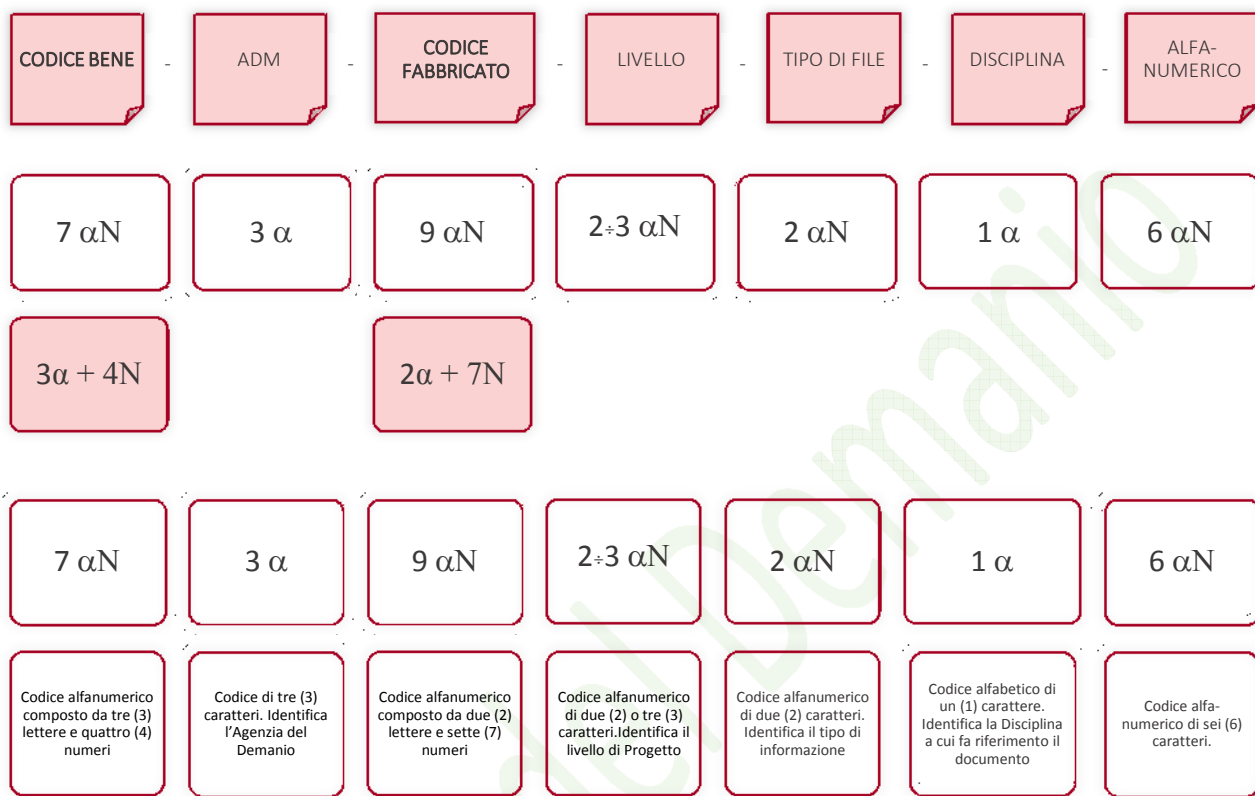 CODICE BENE - ADM - CODICE FABBRICATO - LIVELLO - TIPO DI FILE - DISCIPLINA - ALFA-NUMERICO
7 αN 3 α 9 αN 2÷3 αN 2 αN 1 α 6 αN
3α + 4N 2α + 7N
7 αN 3 α 9 αN 2÷3 αN 2 αN 1 α 6 αN
Codice alfanumerico
composto da tre (3)
lettere e quattro (4)
numeri
Codice di tre (3)
caratteri. Identifica
l'Agenzia del
Demanio
Codice alfanumerico
composto da due (2)
lettere e sette (7)
numeri
Codice alfanumerico
di due (2) o tre (3)
caratteri.Identifica il
livello di Progetto
Codice alfanumerico
di due (2) caratteri.
Identifica il tipo di
informazione
Codice alfabetico di
un (1) carattere.
Identifica la Disciplina
a cui fa riferimento il
documento
Codice alfa-
numerico di sei (6)
caratteri.
del Demanio